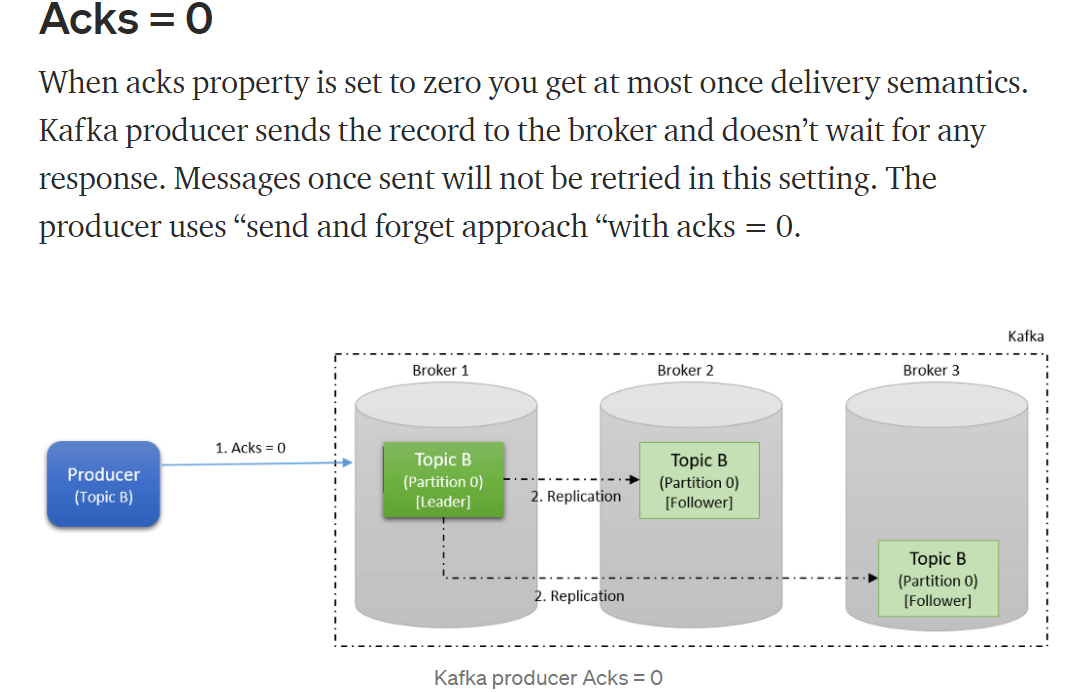 Acks = 0
When acks property is set to zero you get at most once delivery semantics.
Kafka producer sends the record to the broker and doesn’t wait for any
response. Messages once sent will not be retried in this setting. The
producer uses “send and forget approach “with acks = 0.
Kafka
Broker 1
Broker 2
Broker 3
Producer
(Topic B)
1. Acks = 0
Topic B
(Partition 0)
[Leader]
2. Replication
Topic B
(Partition 0)
[Follower]
2. Replication
Topic B
(Partition 0)
[Follower]
Kafka producer Acks = 0